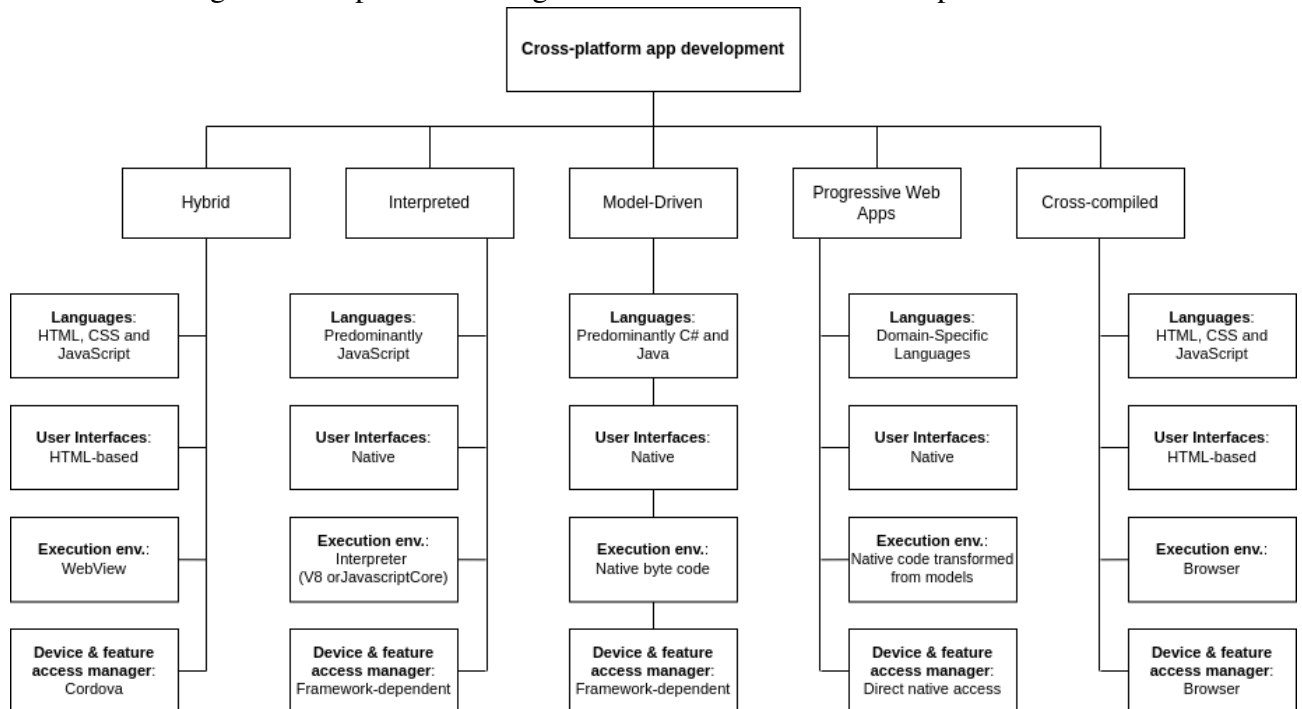 Cross-platform app development
Hybrid
Interpreted
Model-Driven
Progressive Web
Apps
Cross-compiled
Languages:
HTML, CSS and
JavaScript
Languages:
Predominantly
JavaScript
Languages:
Predominantly C# and
Java
Languages:
Domain-Specific
Languages
Languages:
HTML, CSS and
JavaScript
User Interfaces:
HTML-based
User Interfaces:
Native
User Interfaces:
Native
User Interfaces:
Native
User Interfaces:
HTML-based
Execution env.:
WebView
Execution env.:
Interpreter
(V8 orJavascriptCore)
Execution env.:
Native byte code
Execution env.:
Native code transformed
from models
Execution env.:
Browser
Device & feature
access manager:
Cordova
Device & feature
access manager:
Framework-dependent
Device & feature
access manager:
Framework-dependent
Device & feature
access manager:
Direct native access
Device & feature
access manager:
Browser